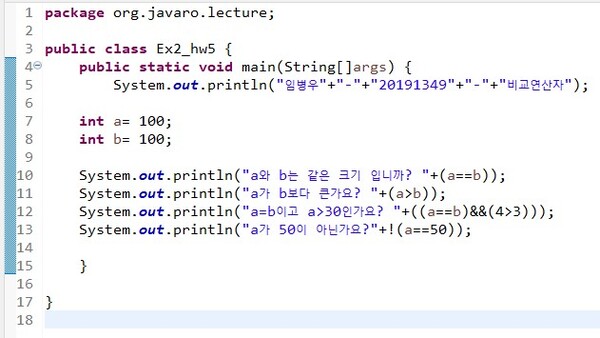 1 package org.javaro.lecture;
2
3 public class Ex2_hw5 {
4 public static void main(String[]args) {
5 System.out.println("임병우"+"-"+"20191349"+"-"+"비교연산자");
6
7 int a= 100;
8 int b= 100;
9
10 System.out.println("a와 b는 같은 크기 입니까? "+(a==b));
11 System.out.println("a가 b보다 큰가요? "+(a>b));
12 System.out.println("a=b이고 a>30인가요? "+((a==b)&&(4>3)));
13 System.out.println("a가 50이 아닌가요?"+!(a==50));
14
15 }
16
17 }
18